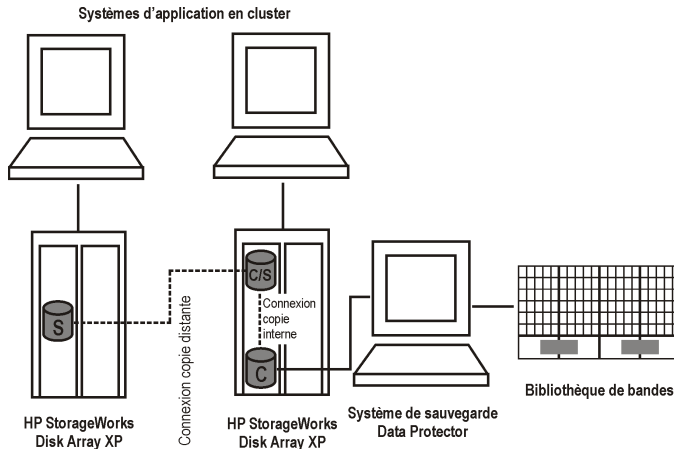 Systèmes d'application en cluster
S
C/S
Connexion
copie
interne
C
Connexion copie distante
HP StorageWorks
Disk Array XP
HP StorageWorks
Disk Array XP
Système de sauvegarde
Data Protector
Bibliothèque de bandes